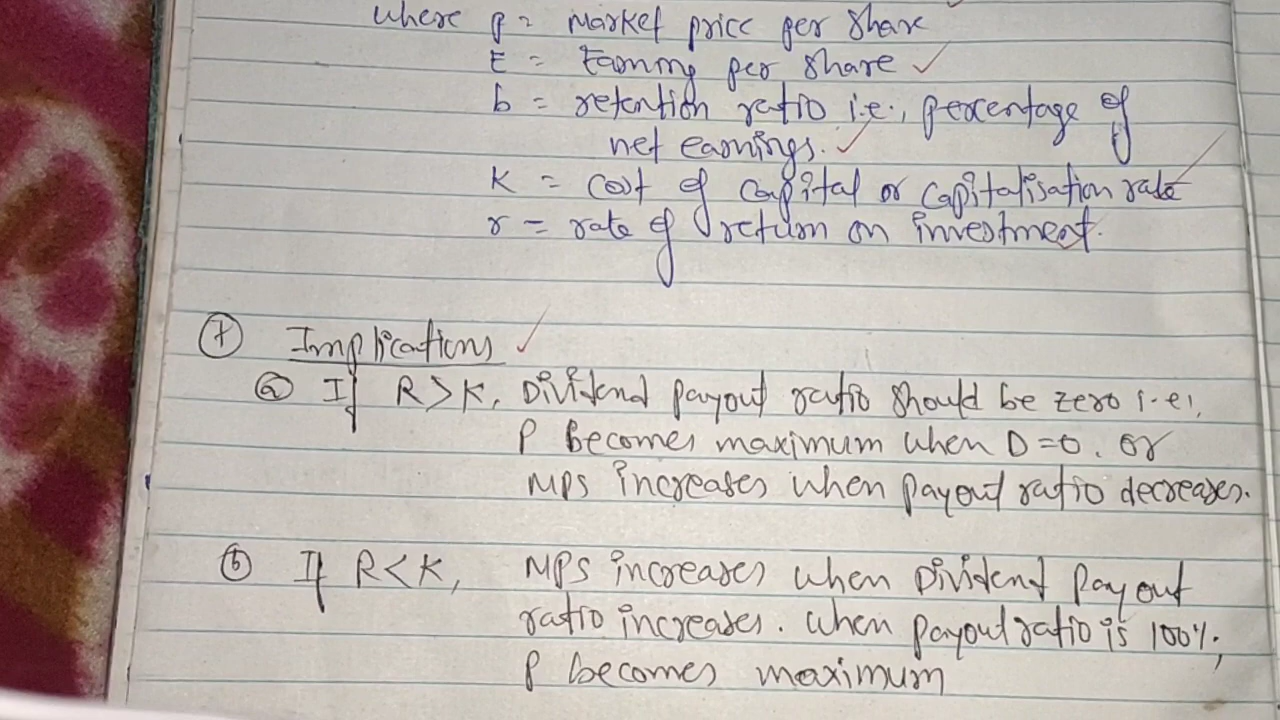 where P = Market price per share
E = Earning per share
b = retention ratio i.e., percentage of
net earnings.
K = cost of capital or capitalisation rate
r = rate of return on investment.
7 Implications
a If R>K, Dividend payout ratio should be zero i.e,
P becomes maximum when D=0. or
MPS increases when payout ratio decreases.
b If R<K, MPS increases when Dividend Payout
ratio increases. When payout ratio is 100%,
P becomes maximum